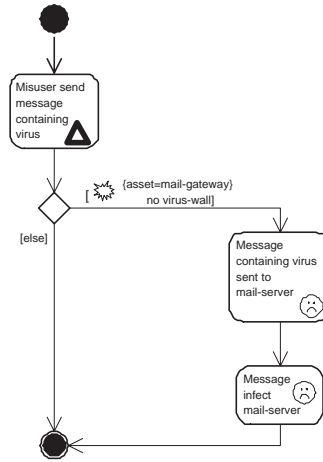 Misuser send
message
containing
virus
{asset=mail-gateway}
[ no virus-wall]
[else]
Message
containing virus
sent to
mail-server
Message
infect
mail-server